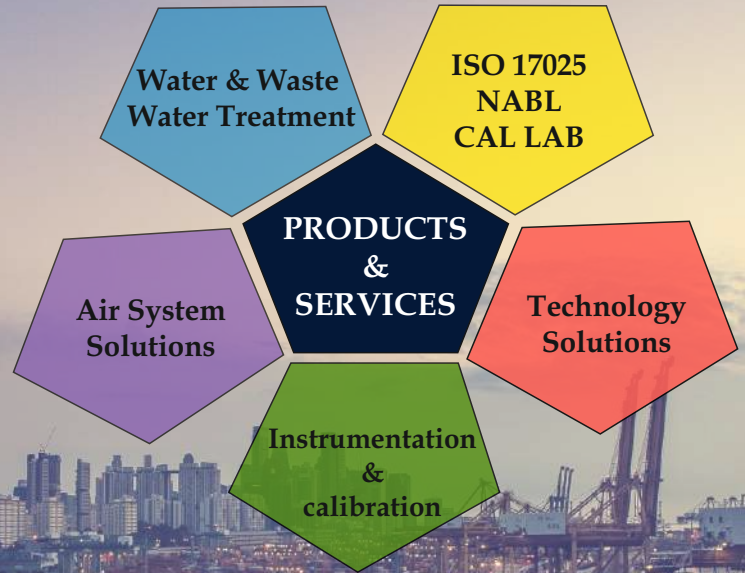 Water & Waste
Water Treatment
ISO 17025
NABL
CAL LAB
PRODUCTS
&
SERVICES
Air System
Solutions
Technology
Solutions
Instrumentation
&
calibration